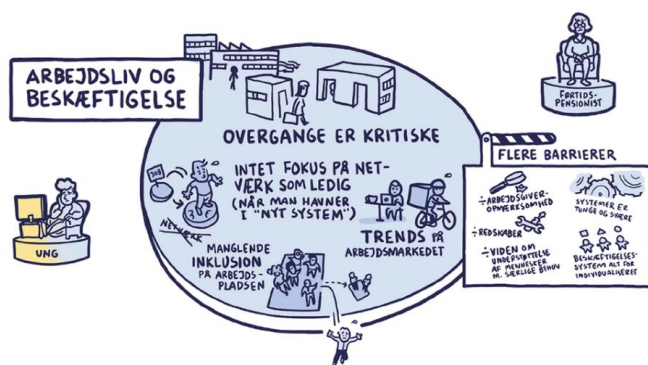 ARBEJDSLIV OG
BESKÆFTIGELSE
FØRTIDS-
PENSIONIST
OVERGANGE ER KRITISKE
INTET FOKUS PÅ NET-
VÆRK SOM LEDIG
(NÅR MAN HAVNER
I "NYT SYSTEM")
JOB
NETVÆRK
UNG
TRENDS PÅ
ARBEJDSMARKEDET
MANGLENDE
INKLUSION
PÅ ARBEJDS-
PLADSEN
FLERE BARRIERER
÷ ARBEJDSGIVER-
OPMÆRKSOMHED
÷ REDSKABER
÷ VIDEN OM
UNDERSTØTTELSE
AF MENNESKER
M. SÆRLIGE BEHOV
SYSTEMER ER
TUNGE OG SVÆRE
BESKÆFTIGELSES-
SYSTEM ALT FOR
INDIVIDUALISERET